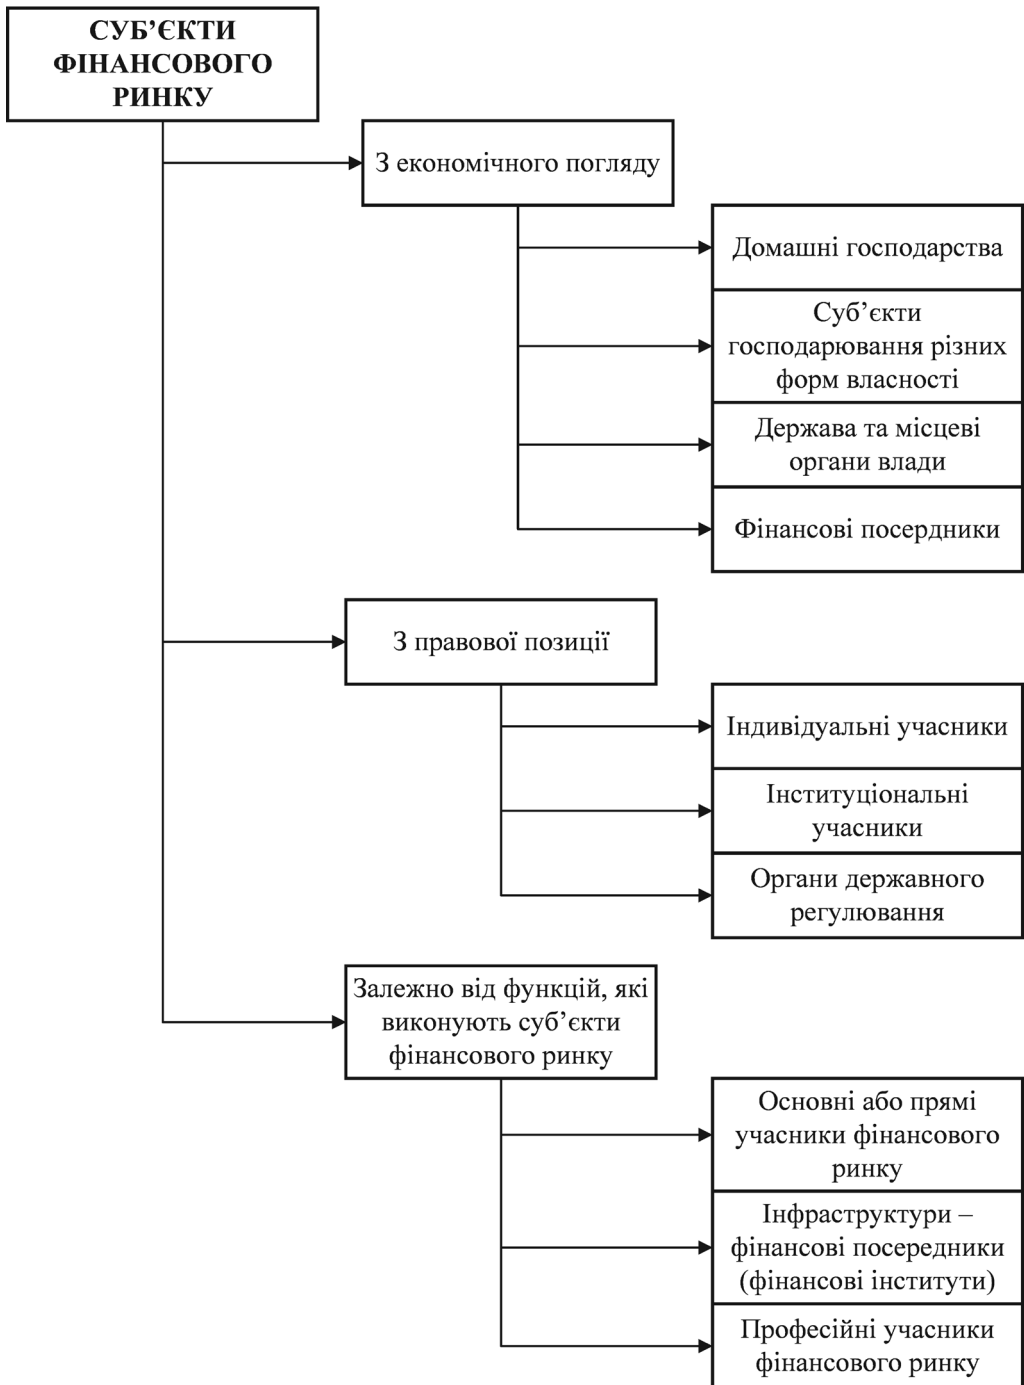 СУБ’ЄКТИ
ФІНАНСОВОГО
РИНКУ
З економічного погляду
Домашні господарства
Суб’єкти
господарювання різних
форм власності
Держава та місцеві
органи влади
Фінансові посердники
З правової позиції
Індивідуальні учасники
Інституціональні
учасники
Органи державного
регулювання
Залежно від функцій, які
виконують суб’єкти
фінансового ринку
Основні або прямі
учасники фінансового
ринку
Інфраструктури –
фінансові посередники
(фінансові інститути)
Професійні учасники
фінансового ринку